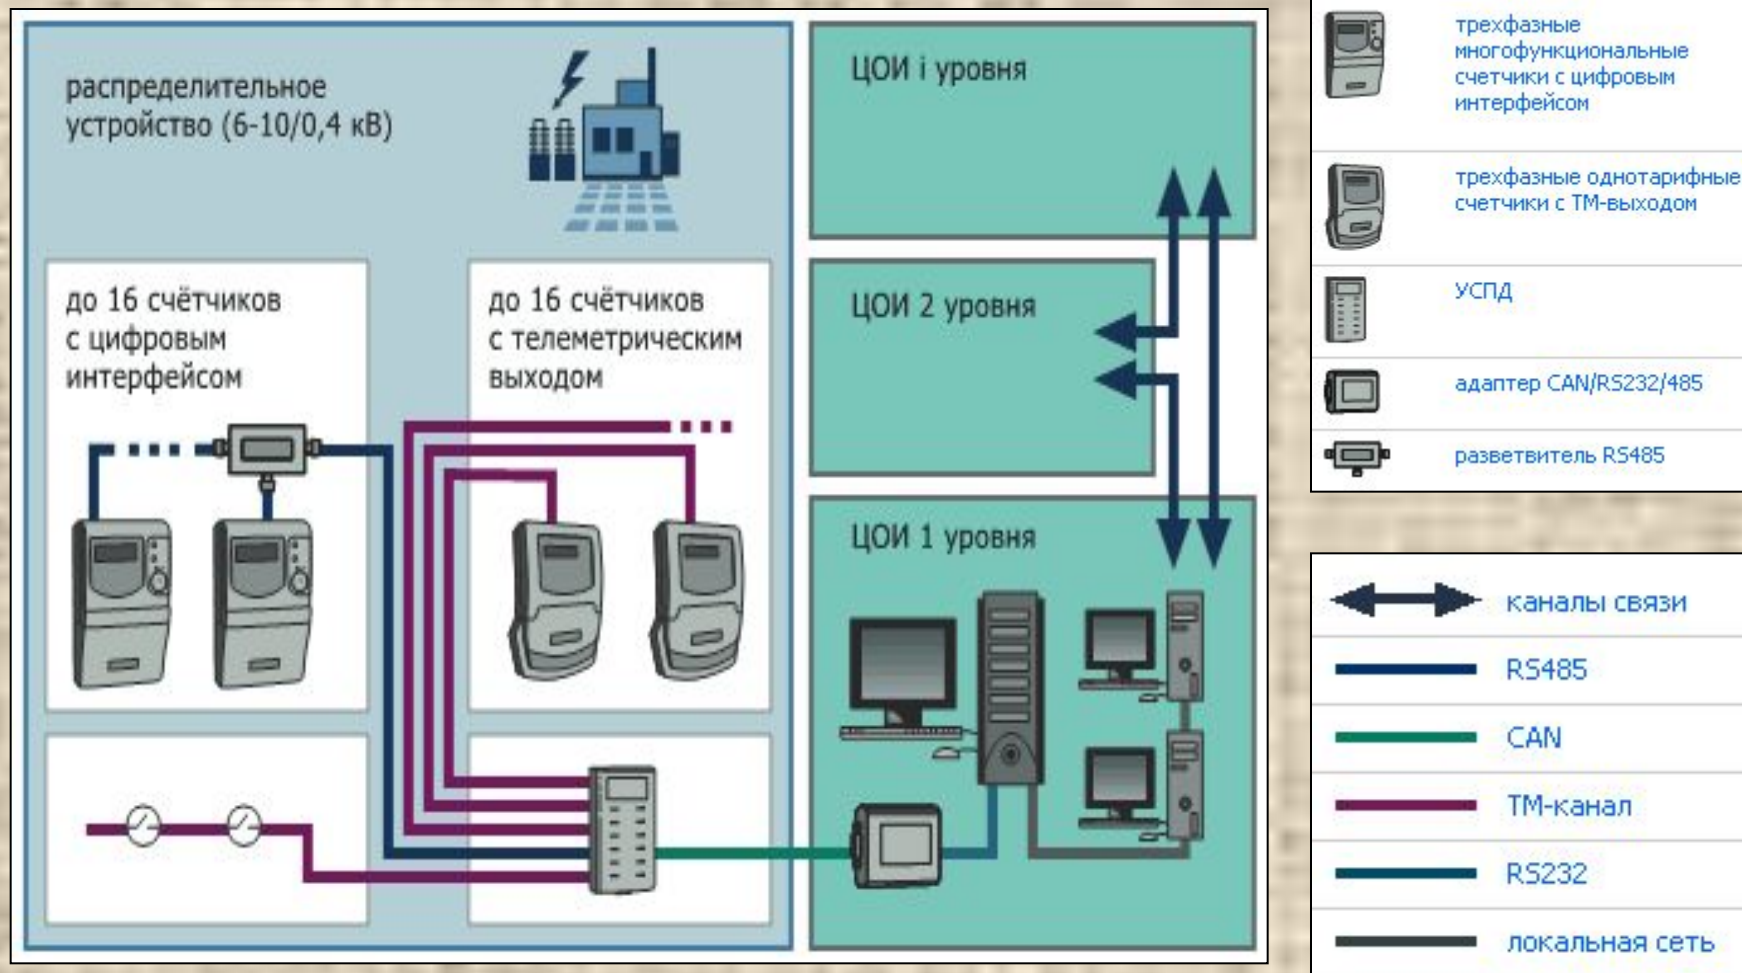 распределительное
устройство (6-10/0,4 кВ)
до 16 счётчиков
с цифровым
интерфейсом
до 16 счётчиков
с телеметрическим
выходом
ЦОИ i уровня
ЦОИ 2 уровня
ЦОИ 1 уровня
трехфазные
многофункциональные
счетчики с цифровым
интерфейсом
трехфазные однотарифные
счетчики с ТМ-выходом
УСПД
адаптер CAN/RS232/485
разветвитель RS485
каналы связи
RS485
CAN
ТМ-канал
RS232
локальная сеть